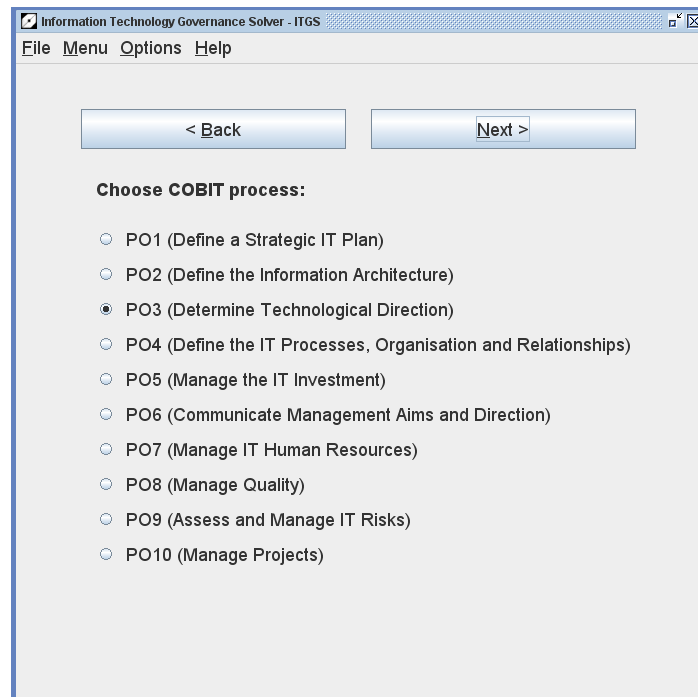 Information Technology Governance Solver - ITGS
File Menu Options Help
< Back Next >
Choose COBIT process:
PO1 (Define a Strategic IT Plan)
PO2 (Define the Information Architecture)
PO3 (Determine Technological Direction)
PO4 (Define the IT Processes, Organisation and Relationships)
PO5 (Manage the IT Investment)
PO6 (Communicate Management Aims and Direction)
PO7 (Manage IT Human Resources)
PO8 (Manage Quality)
PO9 (Assess and Manage IT Risks)
PO10 (Manage Projects)